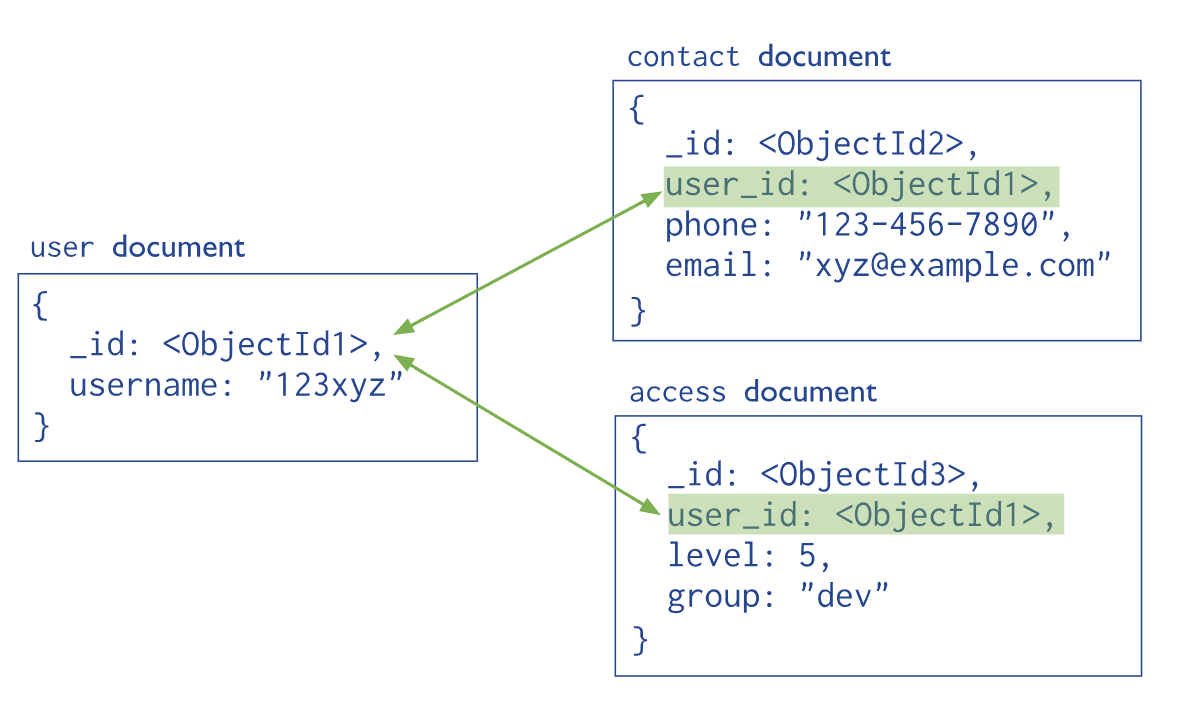 user document
{
_id: <ObjectId1>,
username: "123xyz"
}
contact document
{
_id: <ObjectId2>,
user_id: <ObjectId1>,
phone: "123-456-7890",
email: "xyz@example.com"
}
access document
{
_id: <ObjectId3>,
user_id: <ObjectId1>,
level: 5,
group: "dev"
}